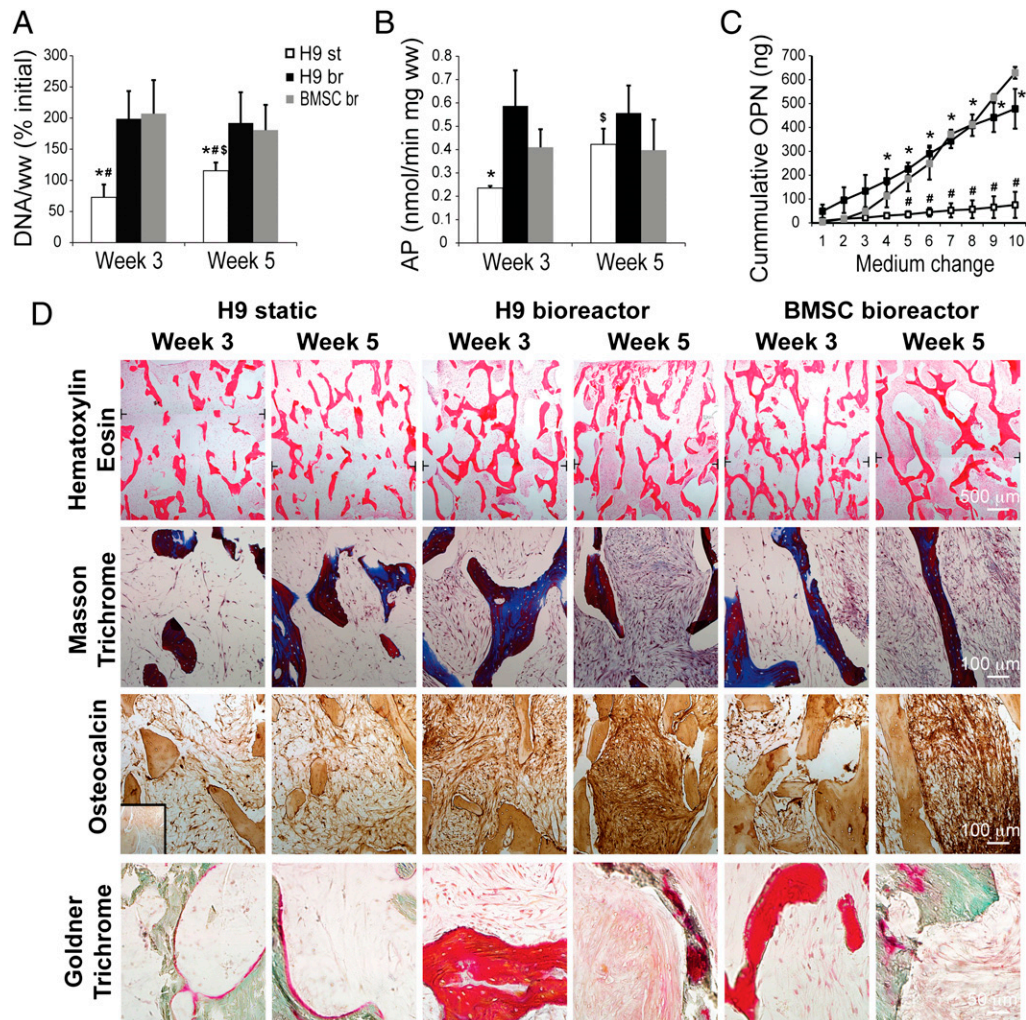 A
DNA/ww (% initial)
300
250
200
150
100
50
0
*#
*#$
Week 3
Week 5
H9 st
H9 br
BMSC br
B
AP (nmol/min mg ww)
0.8
0.7
0.6
0.5
0.4
0.3
0.2
0.1
0
*
$
Week 3
Week 5
C
Cummulative OPN (ng)
700
600
500
400
300
200
100
0
* * * * * * *
# # # # # #
1 2 3 4 5 6 7 8 9 10
Medium change
D
H9 static H9 bioreactor BMSC bioreactor
Week 3 Week 5 Week 3 Week 5 Week 3 Week 5
Hematoxylin
Eosin
500 µm
Masson
Trichrome
100 µm
Osteocalcin
100 µm
Goldner
Trichrome
50 µm